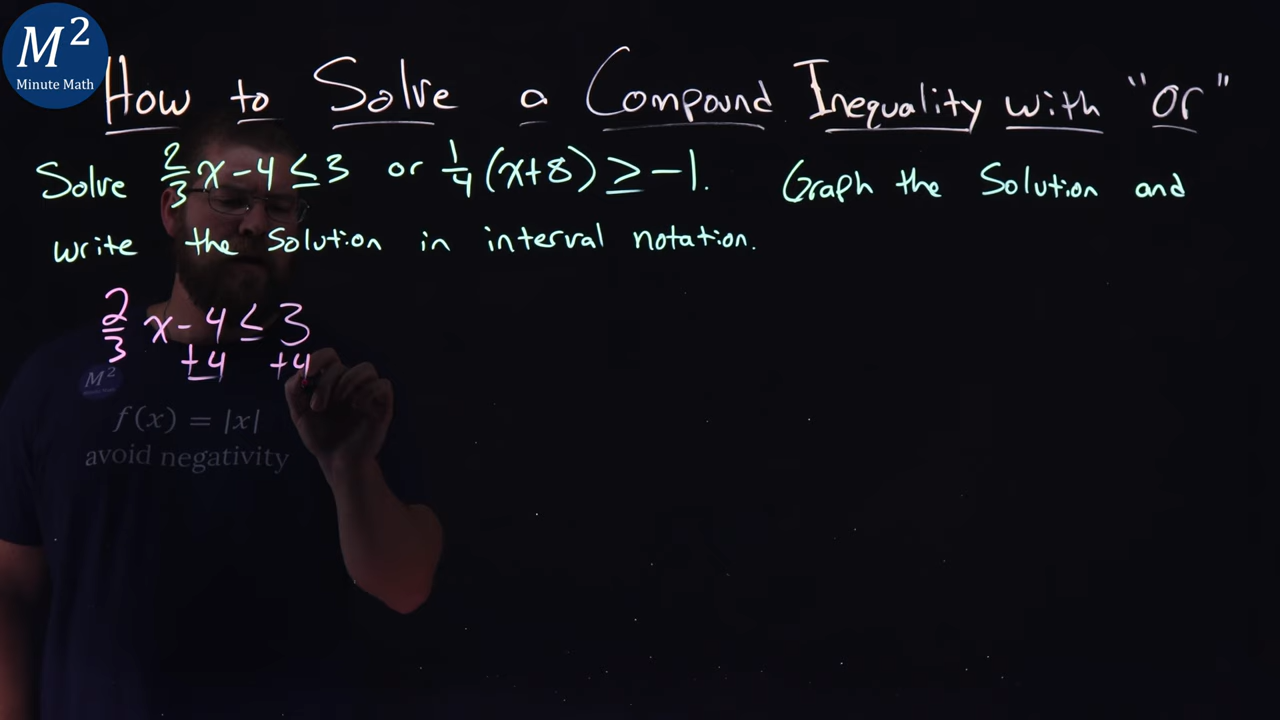 M²
Minute Math
How to Solve a Compound Inequality with "or"
Solve 2/3 x - 4 ≤ 3 or 1/4 (x+8) ≥ -1. Graph the Solution and
write the solution in interval notation.
2/3 x - 4 ≤ 3
+4 +4
M²
f(x) = |x|
avoid negativity